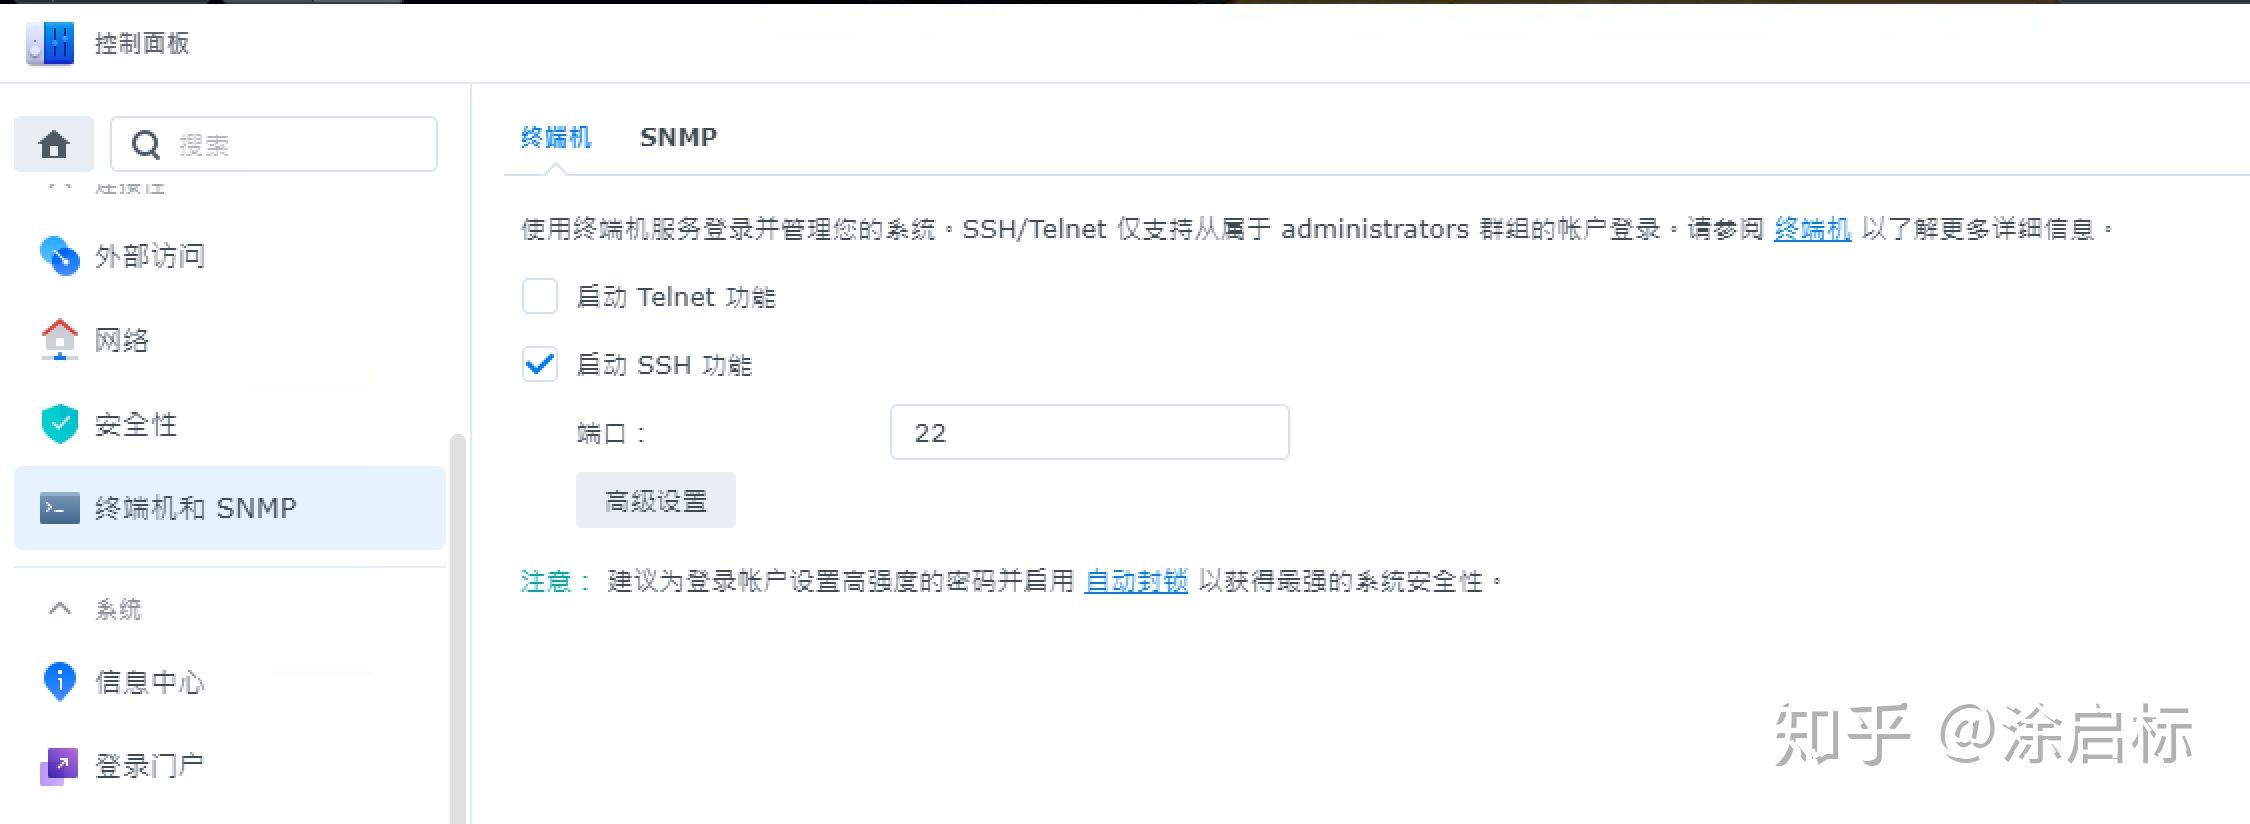 控制面板
搜索
连接性
外部访问
网络
安全性
终端机和 SNMP
系统
信息中心
登录门户
终端机 SNMP
使用终端机服务登录并管理您的系统。SSH/Telnet 仅支持从属于 administrators 群组的帐户登录。请参阅 终端机 以了解更多详细信息。
启动 Telnet 功能
启动 SSH 功能
端口： 22
高级设置
注意： 建议为登录帐户设置高强度的密码并启用 自动封锁 以获得最强的系统安全性。
知乎 @涂启标